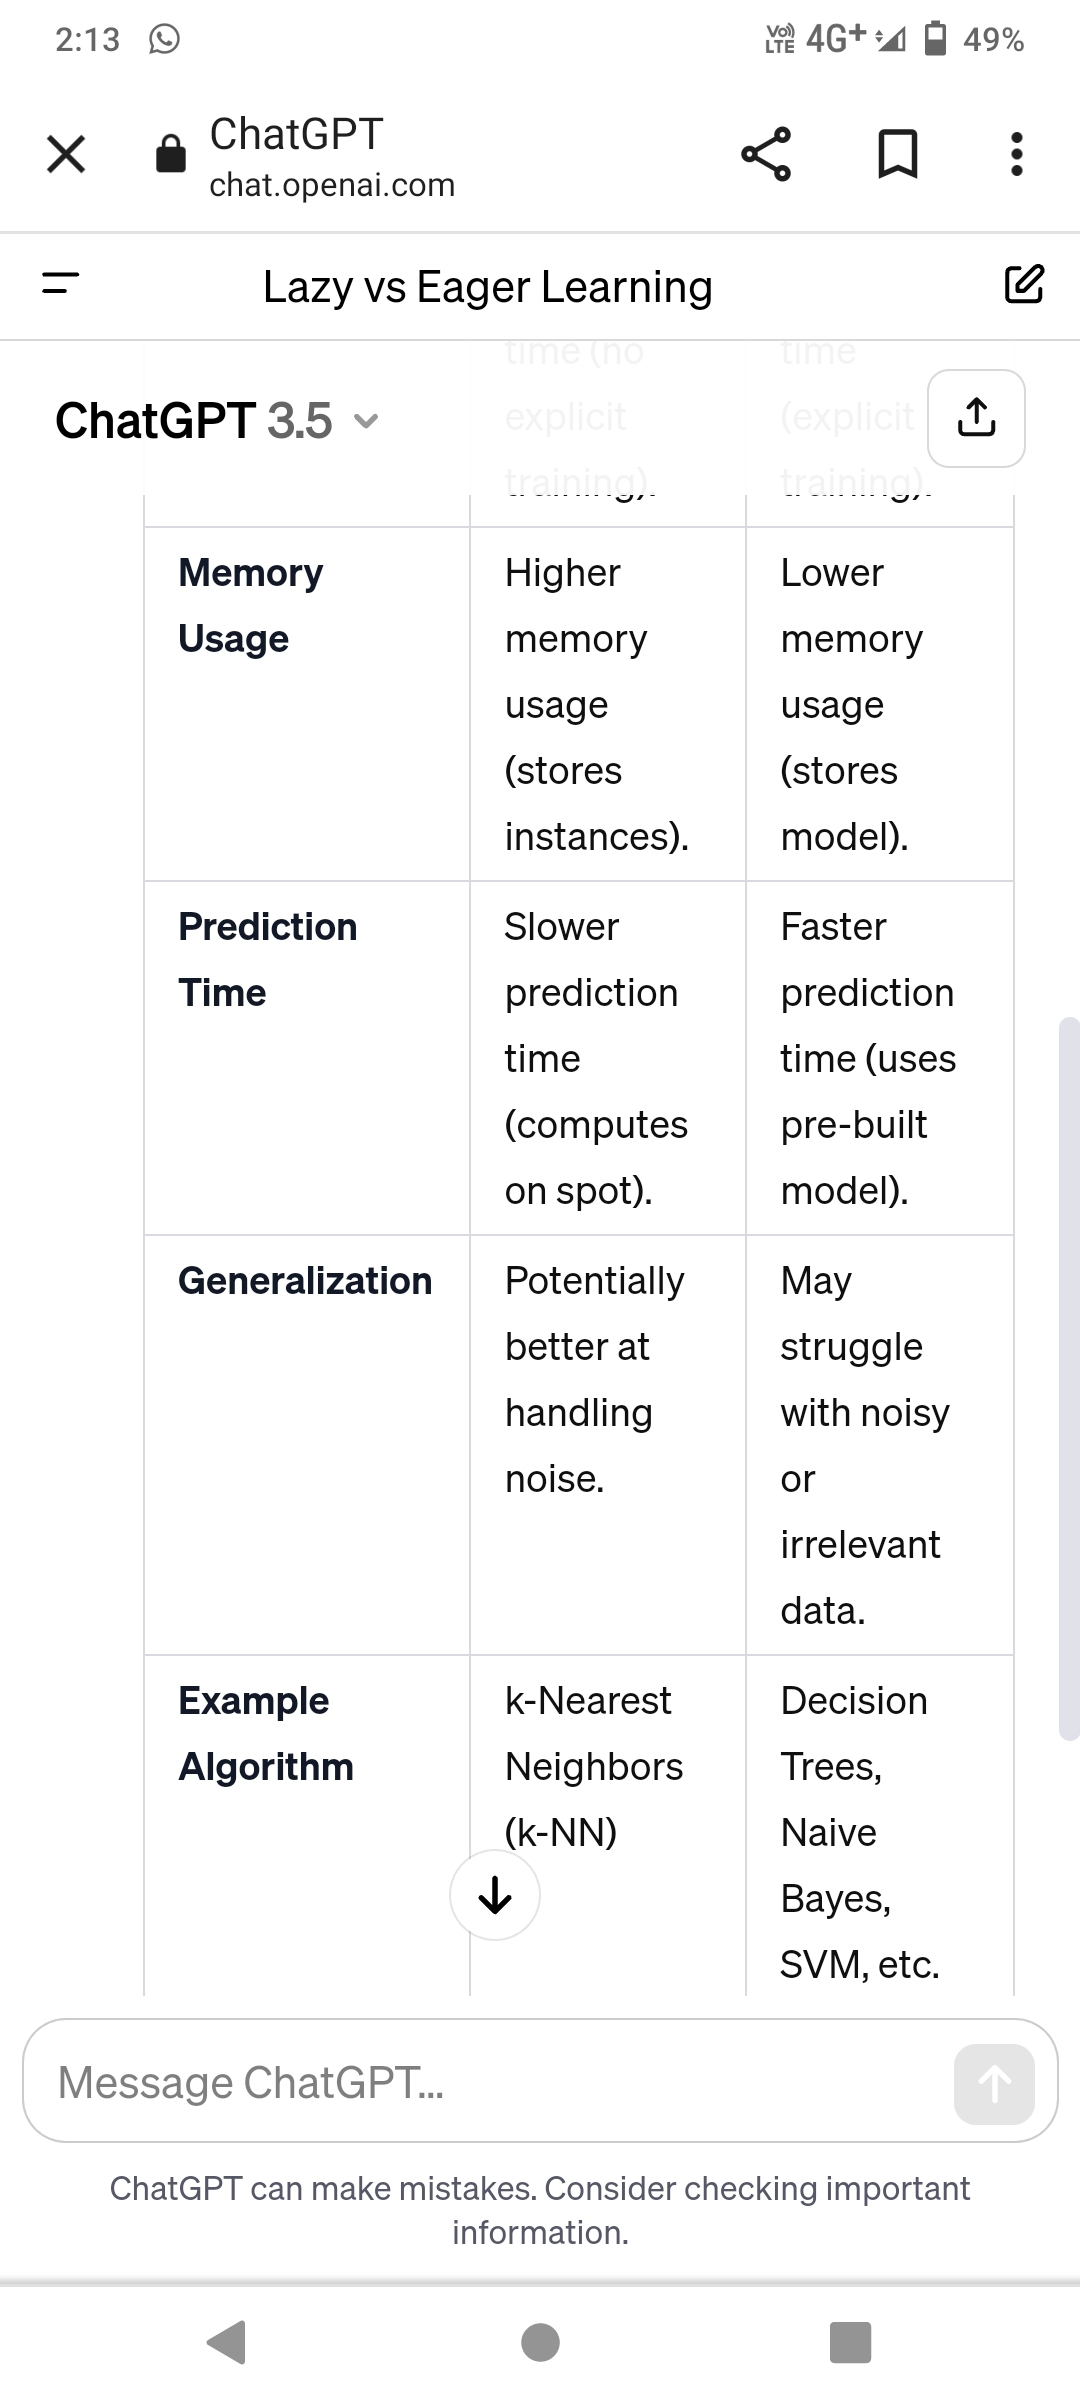 2:13 Vo)) LTE 4G+ 49%
ChatGPT
chat.openai.com
Lazy vs Eager Learning
time (no time
ChatGPT 3.5 explicit (explicit
training). training).
Memory Higher Lower
Usage memory memory
usage usage
(stores (stores
instances). model).
Prediction Slower Faster
Time prediction prediction
time time (uses
(computes pre-built
on spot). model).
Generalization Potentially May
better at struggle
handling with noisy
noise. or
irrelevant
data.
Example k-Nearest Decision
Algorithm Neighbors Trees,
(k-NN) Naive
Bayes,
SVM, etc.
Message ChatGPT...
ChatGPT can make mistakes. Consider checking important
information.